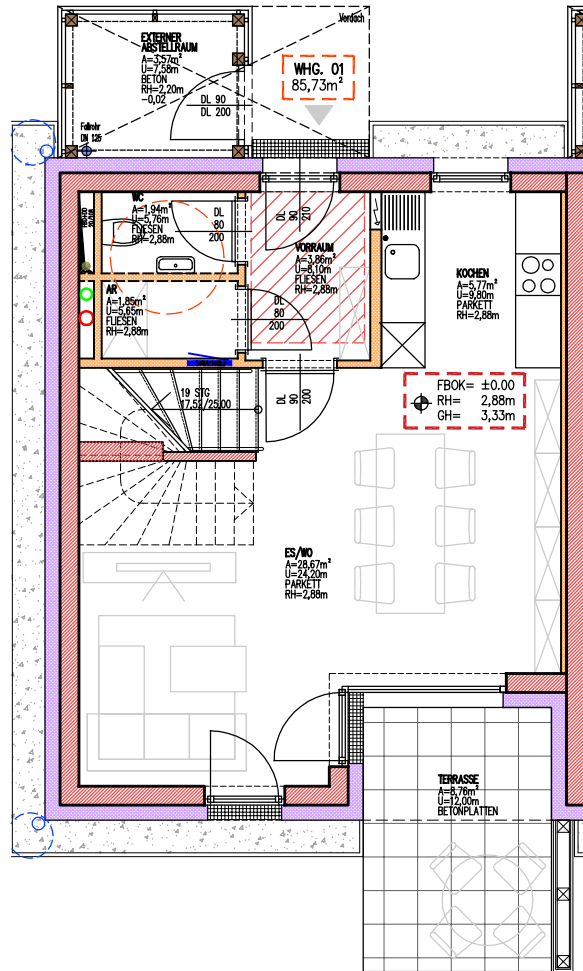 EXTERNER
ABSTELLRAUM
A=3,57m²
U=7,58m
BETON
RH=2,20m
-0,02
Vordach
WHG. 01
85,73m²
DL 90
DL 200
Fallrohr
DN 125
WC
A=1,94m²
U=5,76m
FLIESEN
RH=2,88m
DL
80
200
DL
90
210
VORRAUM
A=3,86m²
U=8,10m
FLIESEN
RH=2,88m
KOCHEN
A=5,77m²
U=9,80m
PARKETT
RH=2,88m
AR
A=1,85m²
U=5,65m
FLIESEN
RH=2,88m
DL
80
200
FBOK= ±0.00
RH= 2,88m
GH= 3,33m
19 STG
17,52/25,00
DL
90
200
ES/WO
A=28,67m²
U=24,20m
PARKETT
RH=2,88m
TERRASSE
A=8,76m²
U=12,00m
BETONPLATTEN